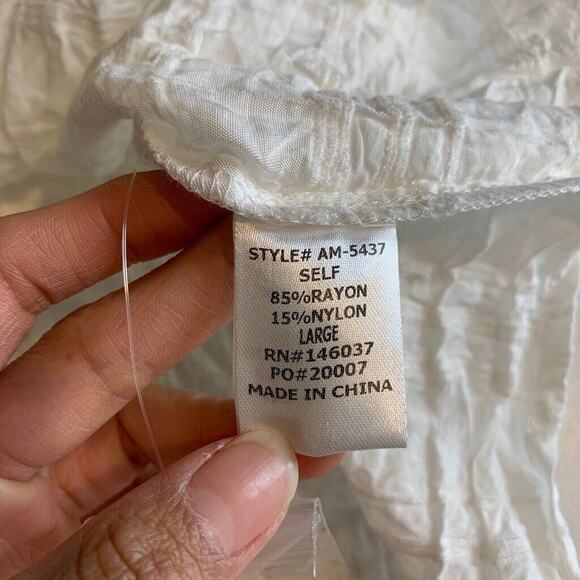 STYLE# AM-5437
SELF
85%RAYON
15%NYLON
LARGE
RN#146037
PO#20007
MADE IN CHINA